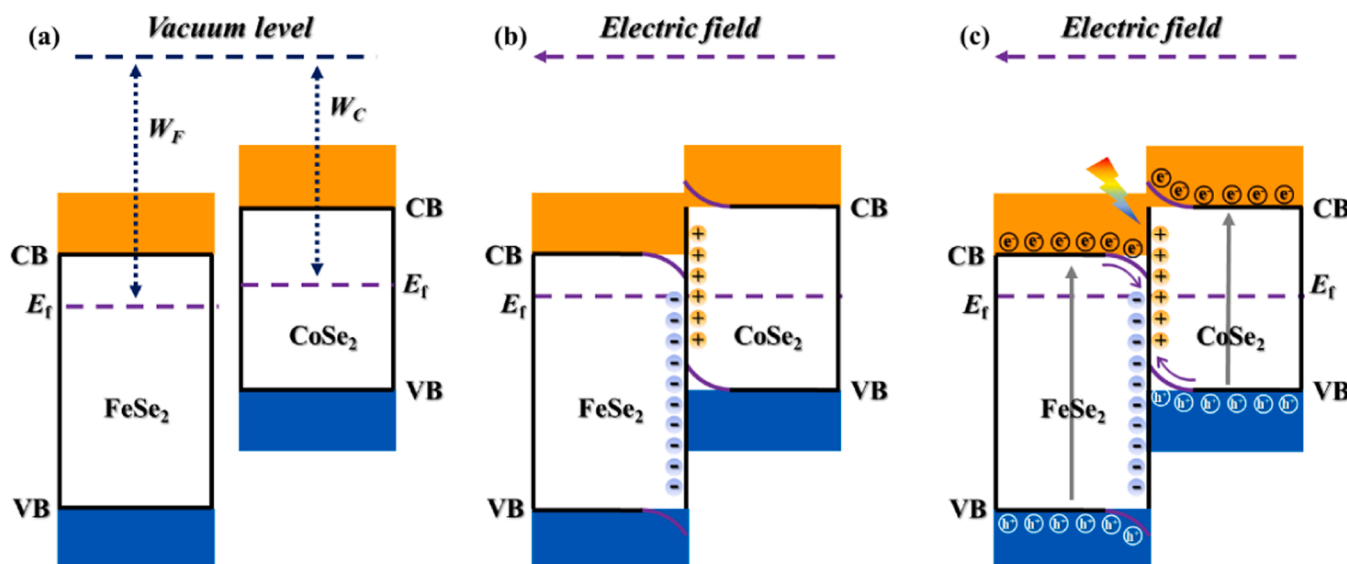 (a)
Vacuum level
W_F
W_C
CB
CB
E_f
E_f
CoSe₂
FeSe₂
VB
VB
(b)
Electric field
CB
CB
E_f
E_f
+
+
+
+
+
+
-
-
-
-
-
-
-
-
-
-
CoSe₂
FeSe₂
VB
VB
(c)
Electric field
e⁻ e⁻ e⁻ e⁻ e⁻ e⁻
CB
e⁻ e⁻ e⁻ e⁻ e⁻ e⁻
CB
E_f
E_f
+
+
+
+
+
+
-
-
-
-
-
-
-
-
-
-
CoSe₂
VB
h⁺ h⁺ h⁺ h⁺ h⁺ h⁺
FeSe₂
VB
h⁺ h⁺ h⁺ h⁺ h⁺ h⁺